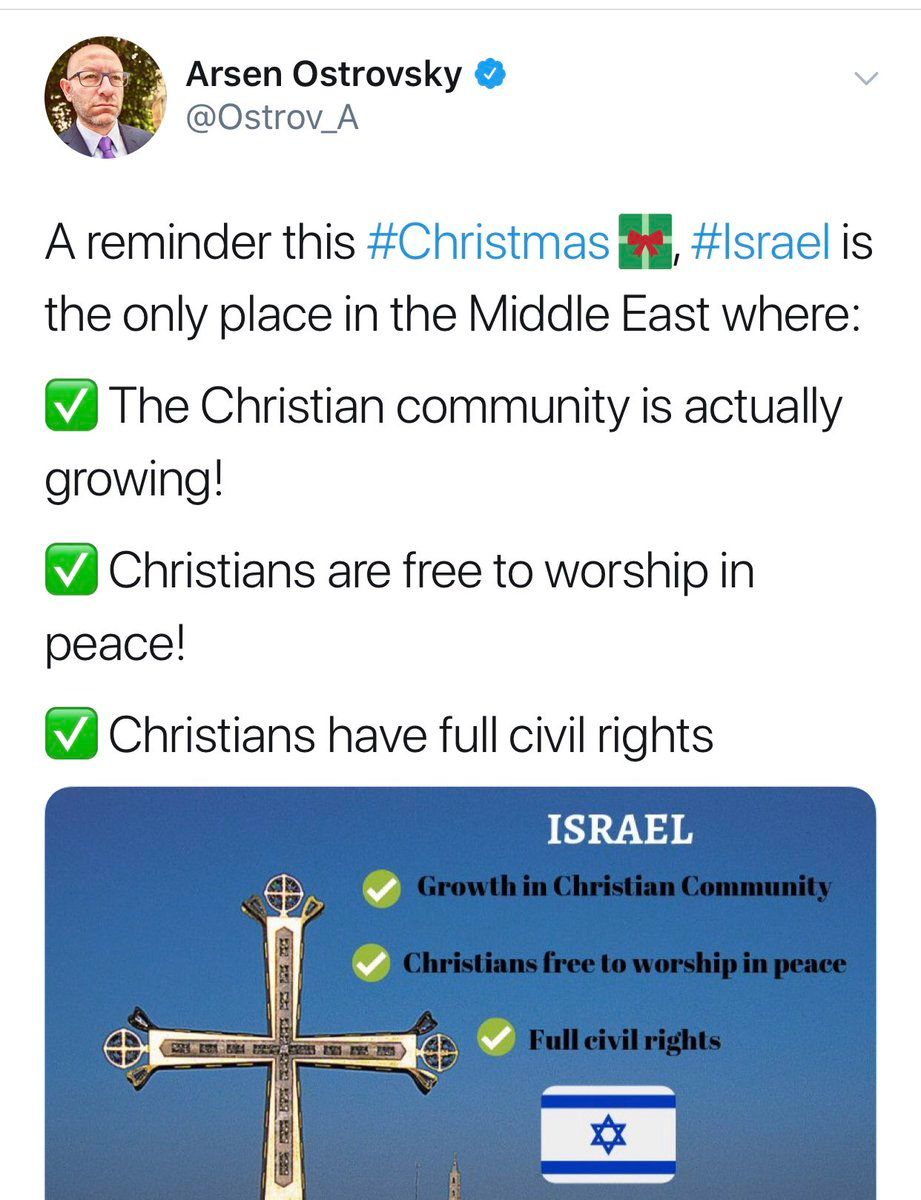 Arsen Ostrovsky
@Ostrov_A
A reminder this #Christmas🎁, #Israel is
the only place in the Middle East where:
✅ The Christian community is actually
growing!
✅ Christians are free to worship in
peace!
✅ Christians have full civil rights
ISRAEL
Growth in Christian Community
Christians free to worship in peace
Full civil rights